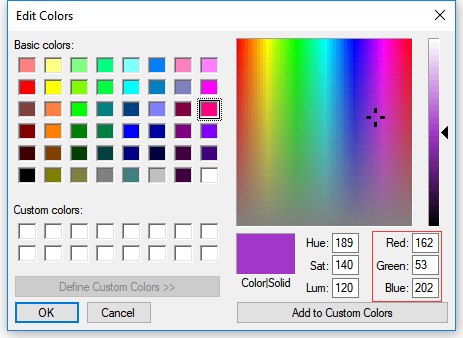 Edit Colors
Basic colors:
Custom colors:
Define Custom Colors >>
OK Cancel
Color|Solid
Hue: 189 Red: 162
Sat: 140 Green: 53
Lum: 120 Blue: 202
Add to Custom Colors